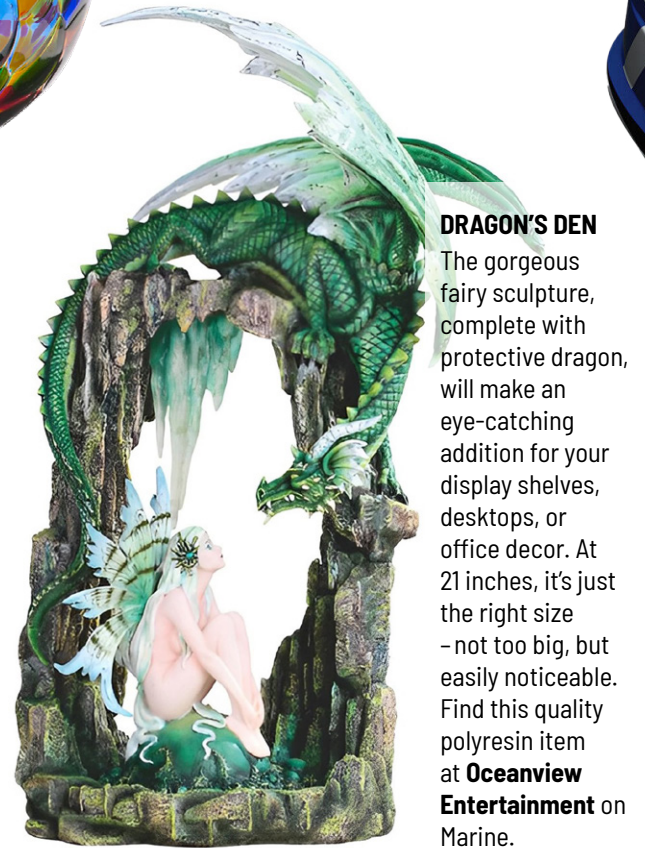 DRAGON’S DEN
The gorgeous
fairy sculpture,
complete with
protective dragon,
will make an
eye-catching
addition for your
display shelves,
desktops, or
office decor. At
21 inches, it’s just
the right size
– not too big, but
easily noticeable.
Find this quality
polyresin item
at Oceanview
Entertainment on
Marine.